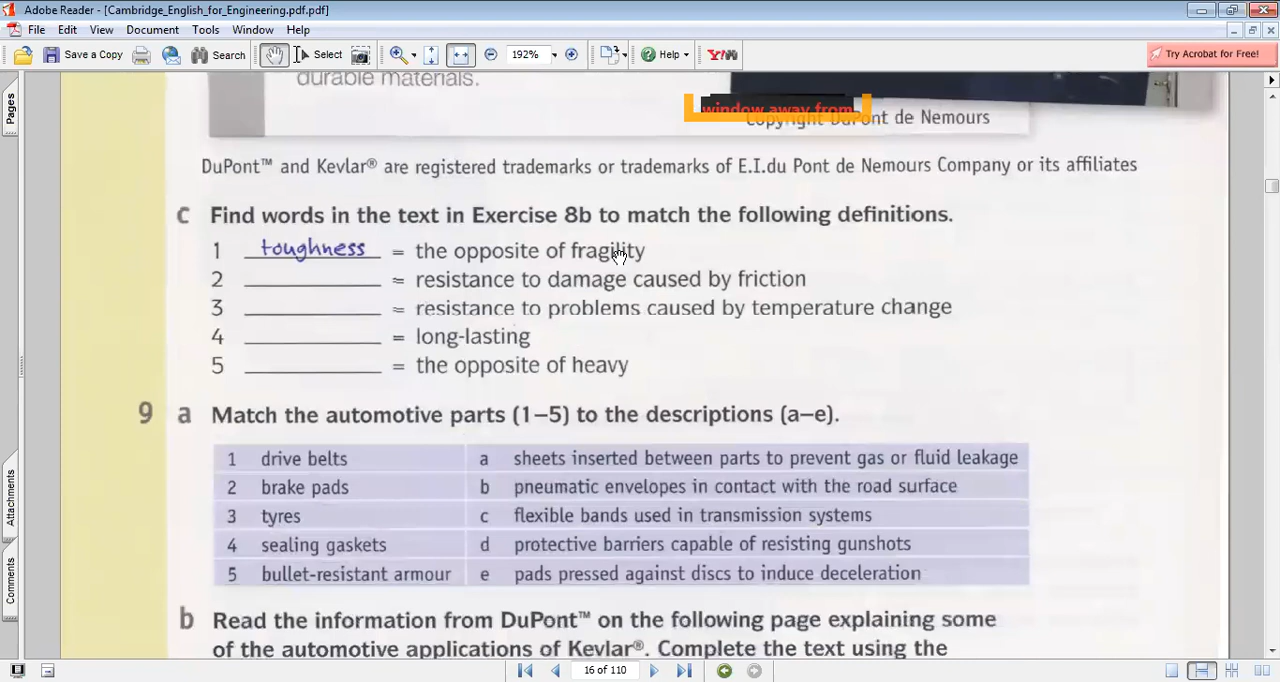 Adobe Reader - [Cambridge_English_for_Engineering.pdf.pdf]
File Edit View Document Tools Window Help
Save a Copy Search Select 192% Help Y! Try Acrobat for Free!
Pages
Attachments
Comments
durable materials.
window away from
Copyright DuPont de Nemours
DuPont™ and Kevlar® are registered trademarks or trademarks of E.I.du Pont de Nemours Company or its affiliates
c Find words in the text in Exercise 8b to match the following definitions.
1 toughness = the opposite of fragility
2 ____________ = resistance to damage caused by friction
3 ____________ = resistance to problems caused by temperature change
4 ____________ = long-lasting
5 ____________ = the opposite of heavy
9 a Match the automotive parts (1–5) to the descriptions (a–e).
1 drive belts a sheets inserted between parts to prevent gas or fluid leakage
2 brake pads b pneumatic envelopes in contact with the road surface
3 tyres c flexible bands used in transmission systems
4 sealing gaskets d protective barriers capable of resisting gunshots
5 bullet-resistant armour e pads pressed against discs to induce deceleration
b Read the information from DuPont™ on the following page explaining some
of the automotive applications of Kevlar®. Complete the text using the
16 of 110